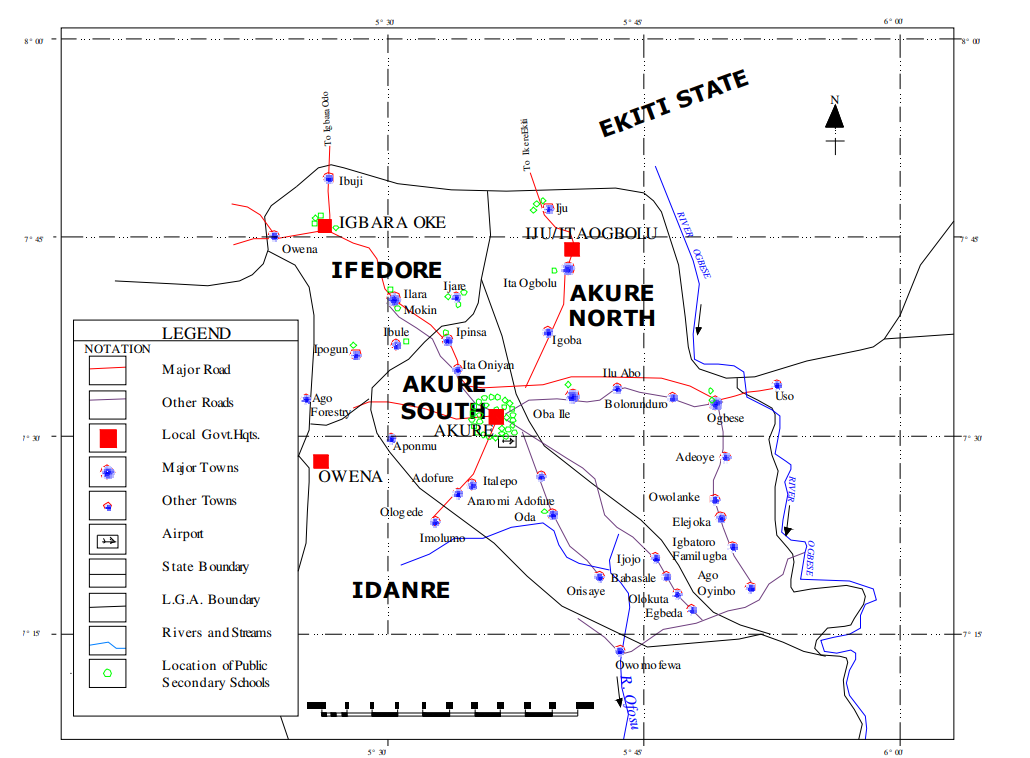 5° 30'
5° 45'
6° 00'
8° 00'
8° 00'
EKITI STATE
N
To Igbara Odo
To Ikere Ekiti
Ibuji
Iju
IGBARA OKE
IJU/ITAOGBOLU
RIVER OGBESE
7° 45'
7° 45'
Owena
IFEDORE
Ita Ogbolu
Ijare
Ilara
Mokin
AKURE
NORTH
Ibule
Ipinsa
Igoba
Ipogun
Ita Oniyan
Ilu Abo
AKURE
SOUTH
AKURE
Ago
Forestry
Oba Ile
Bolorunduro
Ogbese
Uso
7° 30'
7° 30'
Aponmu
Adeoye
OWENA
Adofure
Italepo
Araromi
Adofure
Oda
Owolanke
RIVER
OGBESE
Ologede
Imolumo
Elejoka
Igbatoro
Familugba
Ijojo
Babasale
Ago
Oyinbo
IDANRE
Orisaye
Olokuta
Egbeda
7° 15'
7° 15'
Owomofewa
R. Ofosu
LEGEND
NOTATION
Major Road
Other Roads
Local Govt.Hqts.
Major Towns
Other Towns
Airport
State Boundary
L.G.A. Boundary
Rivers and Streams
Location of Public
Secondary Schools
5° 30'
5° 45'
6° 00'